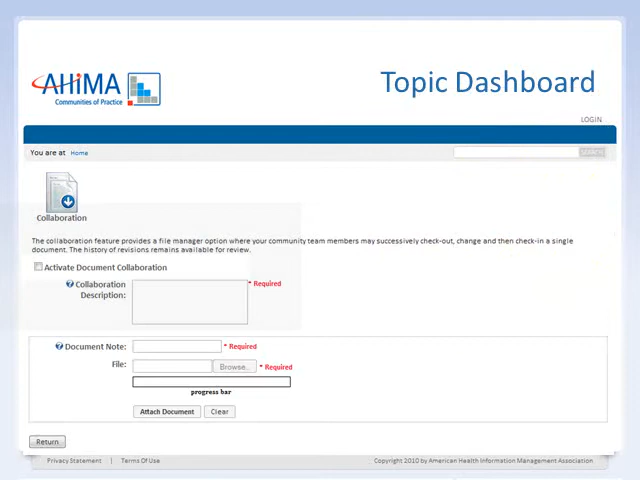 AHIMA
Communities of Practice
Topic Dashboard
LOGIN
You are at Home
Collaboration
The collaboration feature provides a file manager option where your community team members may successively check-out, change and then check-in a single
document. The history of revisions remains available for review.
Activate Document Collaboration
Collaboration * Required
Description:
Document Note: * Required
File: Browse.. * Required
progress bar
Attach Document Clear
Return
Privacy Statement | Terms Of Use Copyright 2010 by American Health Information Management Association